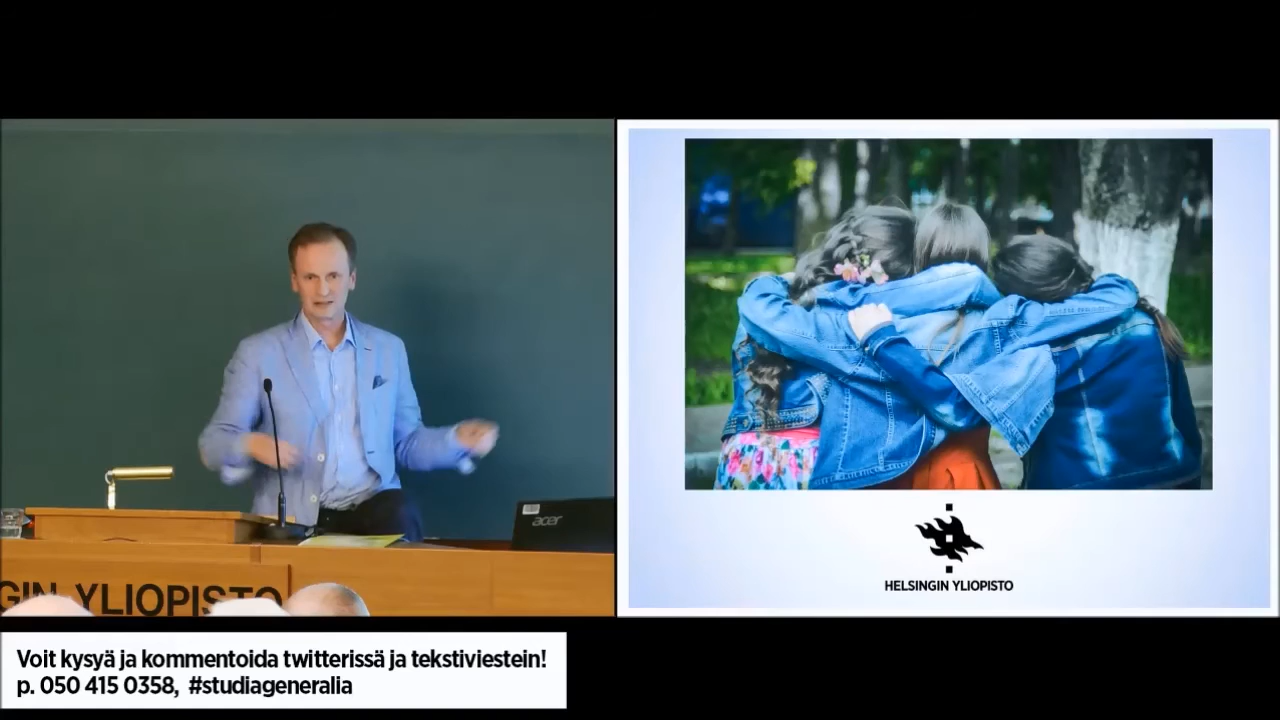 acer
GIN YLIOPISTO
HELSINGIN YLIOPISTO
Voit kysyä ja kommentoida twitterissä ja tekstiviestein!
p. 050 415 0358, #studiageneralia